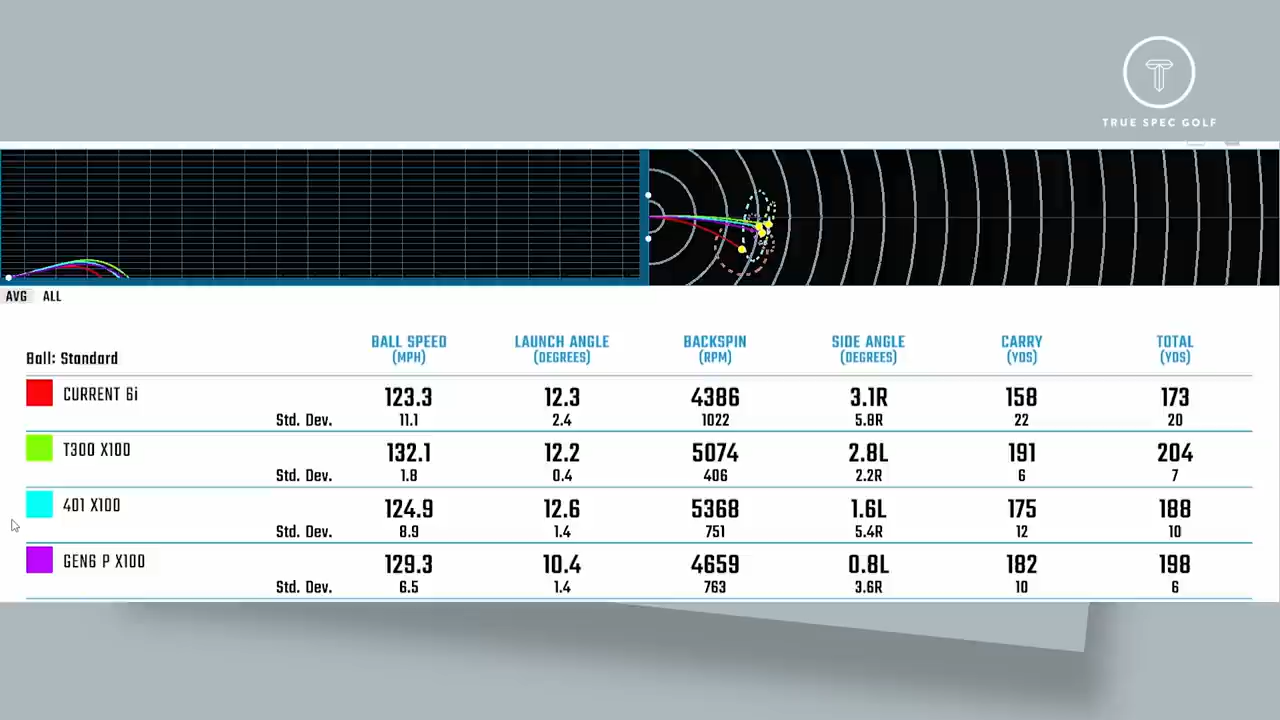 TRUE SPEC GOLF
AVG ALL
BALL SPEED LAUNCH ANGLE BACKSPIN SIDE ANGLE CARRY TOTAL
Ball: Standard (MPH) (DEGREES) (RPM) (DEGREES) (YDS) (YDS)
CURRENT 6i 123.3 12.3 4386 3.1R 158 173
Std. Dev. 11.1 2.4 1022 5.8R 22 20
T300 X100 132.1 12.2 5074 2.8L 191 204
Std. Dev. 1.8 0.4 406 2.2R 6 7
401 X100 124.9 12.6 5368 1.6L 175 188
Std. Dev. 8.9 1.4 751 5.4R 12 10
GEN6 P X100 129.3 10.4 4659 0.8L 182 198
Std. Dev. 6.5 1.4 763 3.6R 10 6